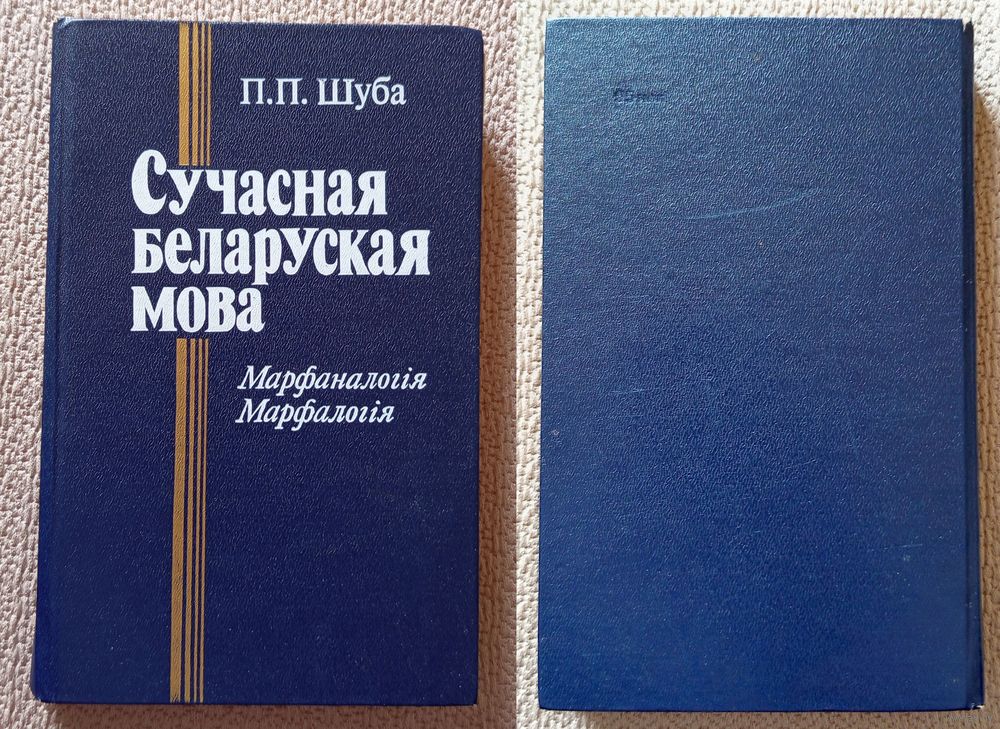 П.П. Шуба
Сучасная
беларуская
мова
Марфаналогія
Марфалогія